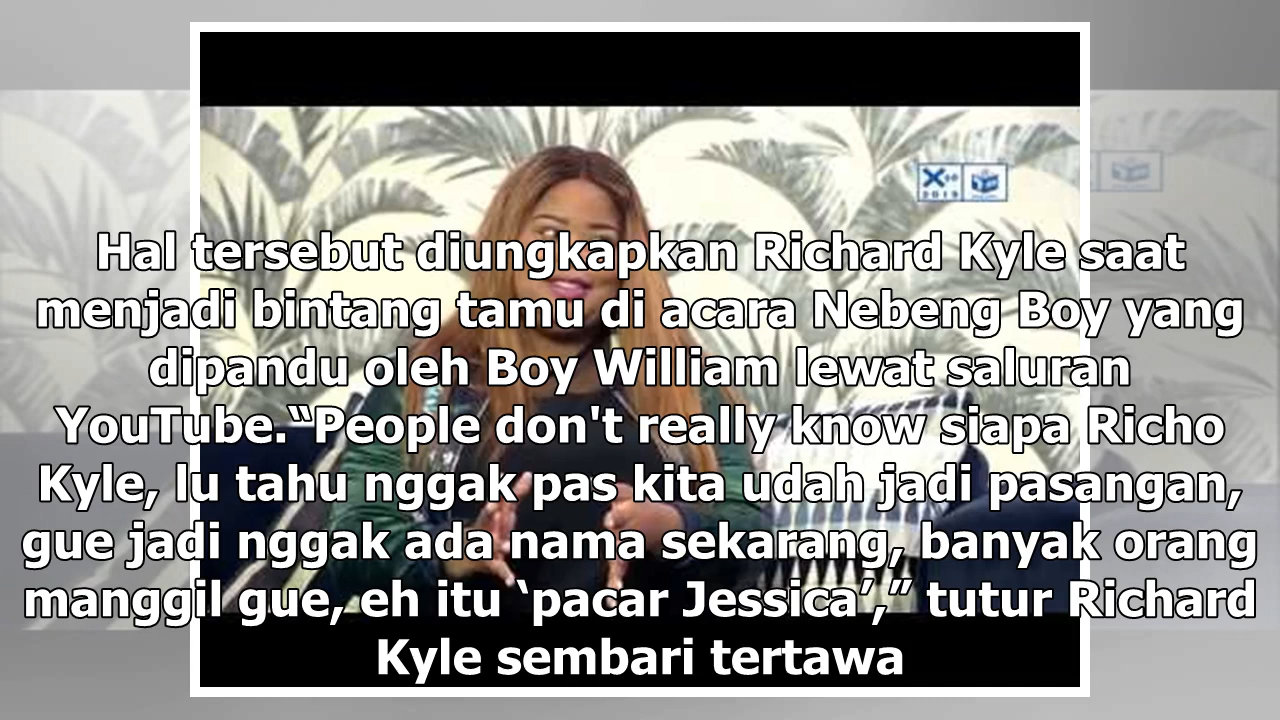 Hal tersebut diungkapkan Richard Kyle saat
menjadi bintang tamu di acara Nebeng Boy yang
dipandu oleh Boy William lewat saluran
YouTube.“People don't really know siapa Richo
Kyle, lu tahu nggak pas kita udah jadi pasangan,
gue jadi nggak ada nama sekarang, banyak orang
manggil gue, eh itu ‘pacar Jessica’,” tutur Richard
Kyle sembari tertawa
2019